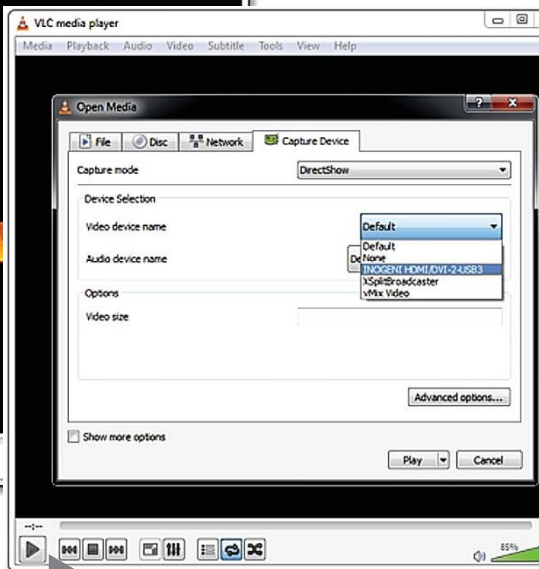 VLC media player
Media Playback Audio Video Subtitle Tools View Help
Open Media
File Disc Network Capture Device
Capture mode DirectShow
Device Selection
Video device name Default
Default
None
INOGENI HDMI/DVI-2-USB3
XSplitBroadcaster
vMix Video
Audio device name De
Options
Video size
Advanced options...
Show more options
Play Cancel
--:--
85%